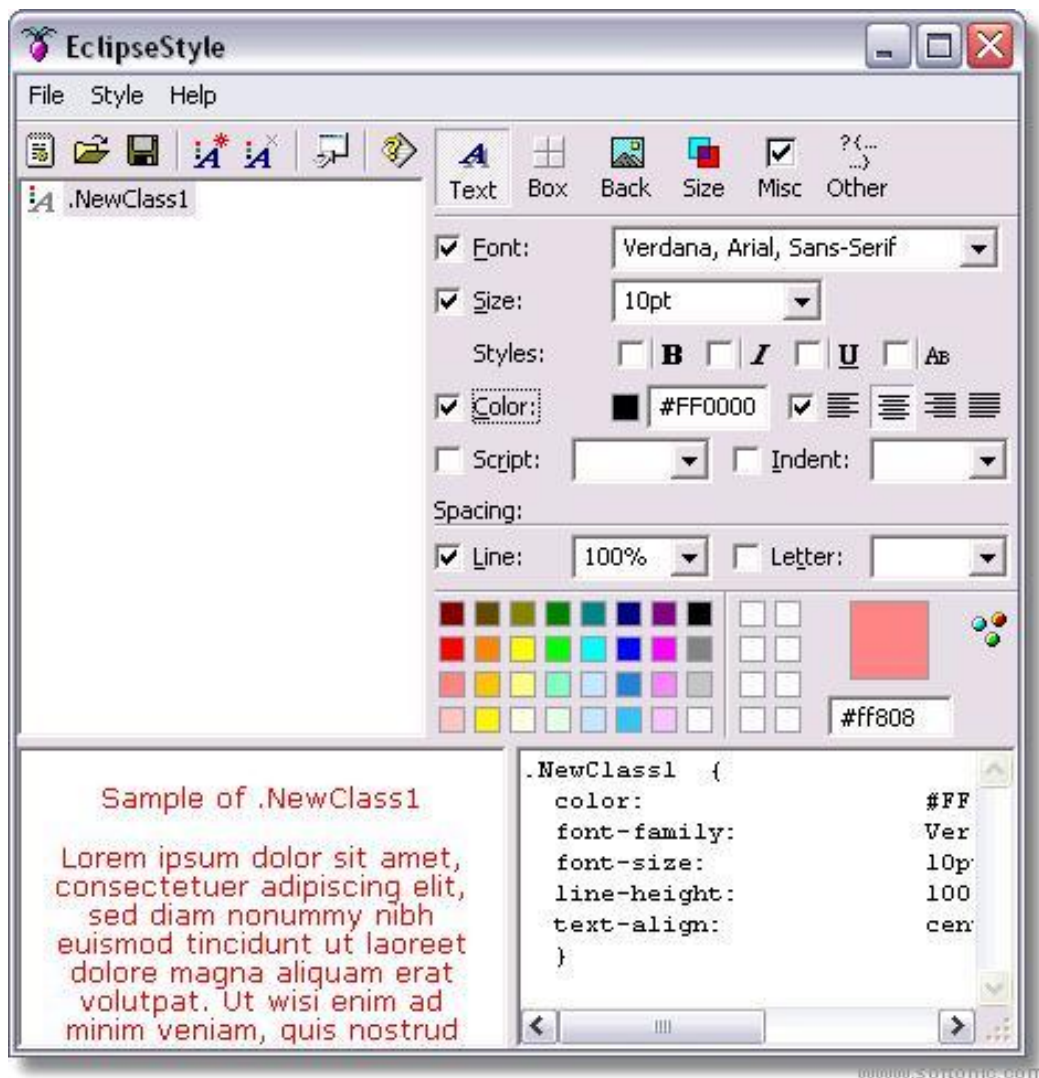 EclipseStyle
File Style Help
Text Box Back Size Misc ?{... ...} Other
.NewClass1
Font: Verdana, Arial, Sans-Serif
Size: 10pt
Styles: B I U AB
Color: #FF0000
Script: Indent:
Spacing:
Line: 100% Letter:
#ff808
Sample of .NewClass1
Lorem ipsum dolor sit amet,
consectetuer adipiscing elit,
sed diam nonummy nibh
euismod tincidunt ut laoreet
dolore magna aliquam erat
volutpat. Ut wisi enim ad
minim veniam, quis nostrud
.NewClass1 {
color: #FF
font-family: Ver
font-size: 10p
line-height: 100
text-align: cen
}
www.softonic.com